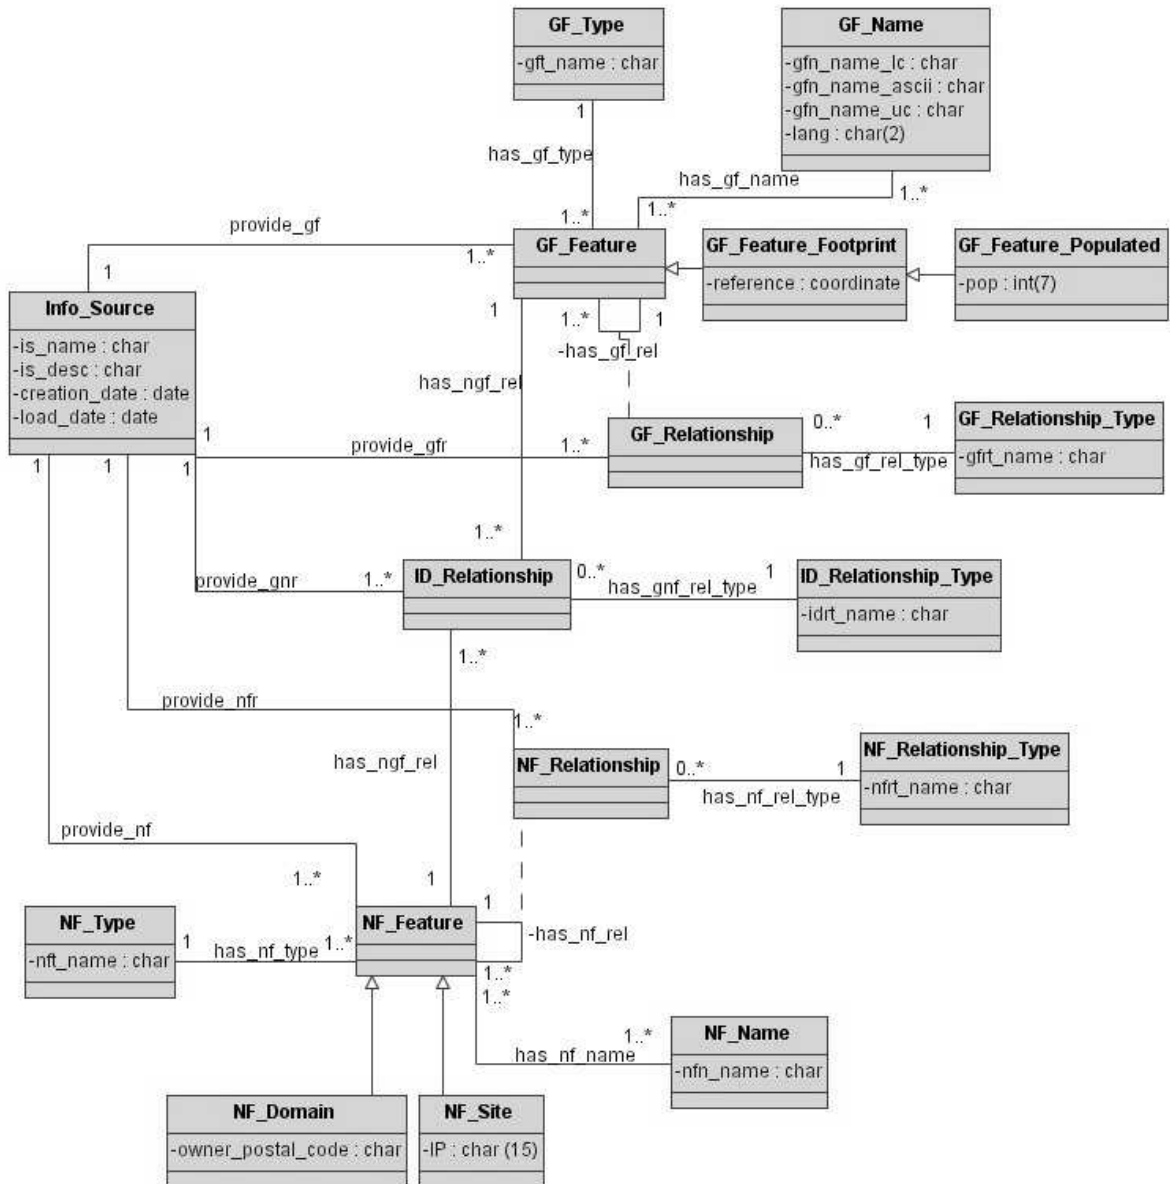 GF_Type
-gft_name : char
GF_Name
-gfn_name_lc : char
-gfn_name_ascii : char
-gfn_name_uc : char
-lang : char(2)
1
has_gf_type
has_gf_name
1..*
1..*
1..*
provide_gf
1..*
1
GF_Feature
GF_Feature_Footprint
-reference : coordinate
GF_Feature_Populated
-pop : int(7)
Info_Source
-is_name : char
-is_desc : char
-creation_date : date
-load_date : date
1
1..*
1
-has_gf_rel
has_ngf_rel
GF_Relationship
0..*
1
has_gf_rel_type
GF_Relationship_Type
-gfrt_name : char
1
provide_gfr
1..*
1
1
1
1..*
provide_gnr
1..*
ID_Relationship
0..*
1
has_gnf_rel_type
ID_Relationship_Type
-idrt_name : char
1..*
provide_nfr
1..*
has_ngf_rel
NF_Relationship
0..*
1
has_nf_rel_type
NF_Relationship_Type
-nfrt_name : char
provide_nf
1..*
1
NF_Type
-nft_name : char
1
has_nf_type
1..*
NF_Feature
1
-has_nf_rel
1..*
1..*
has_nf_name
1..*
NF_Name
-nfn_name : char
NF_Domain
-owner_postal_code : char
NF_Site
-IP : char (15)